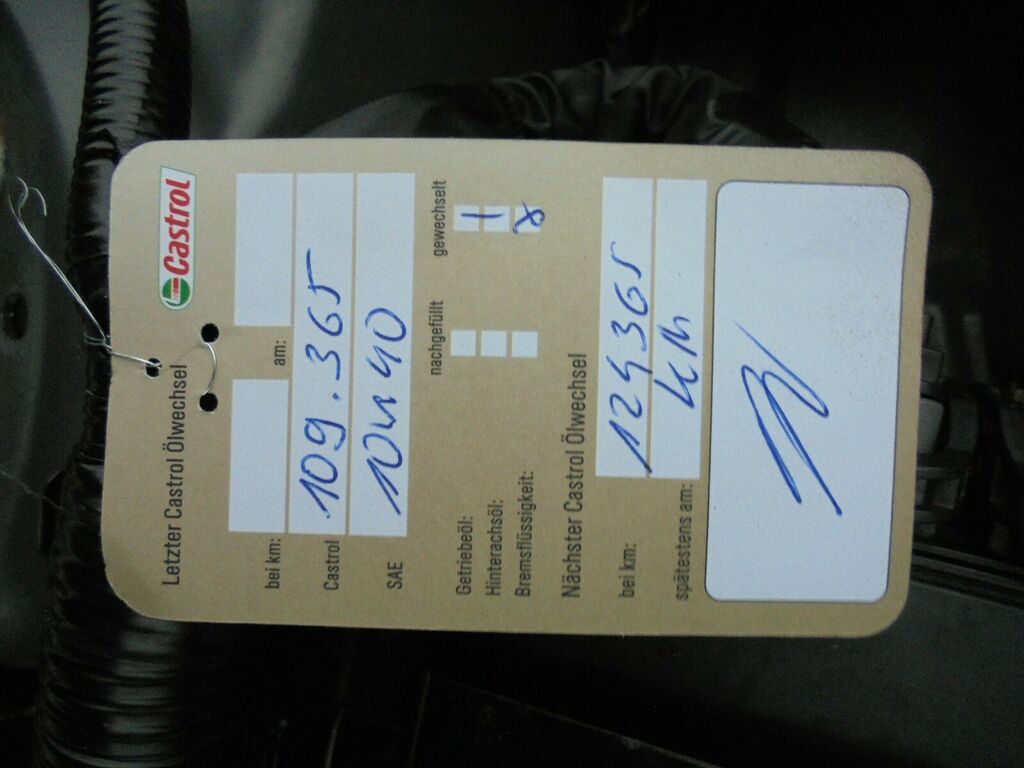 Castrol
Letzter Castrol Ölwechsel
bei km: am:
Castrol 109.365
SAE 10W40
nachgefüllt gewechselt
Getriebeöl:
Hinterachsöl:
Bremsflüssigkeit:
Nächster Castrol Ölwechsel
bei km: 124365
spätestens am: KM